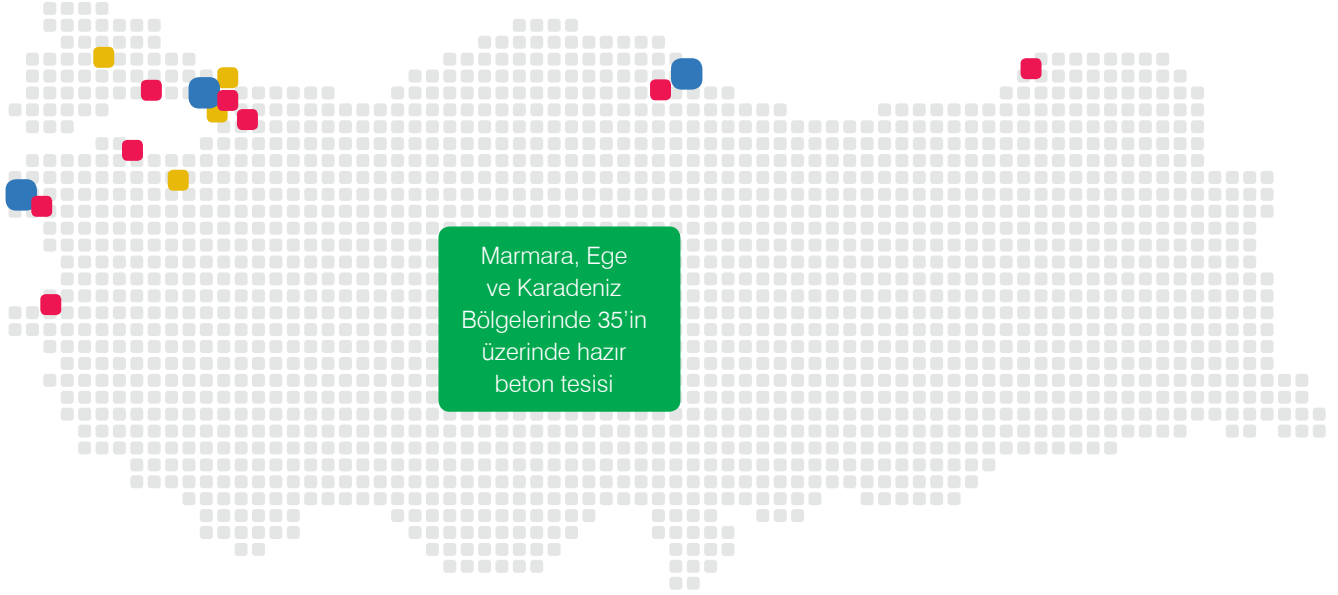 Marmara, Ege
ve Karadeniz
Bölgelerinde 35’in
üzerinde hazır
beton tesisi